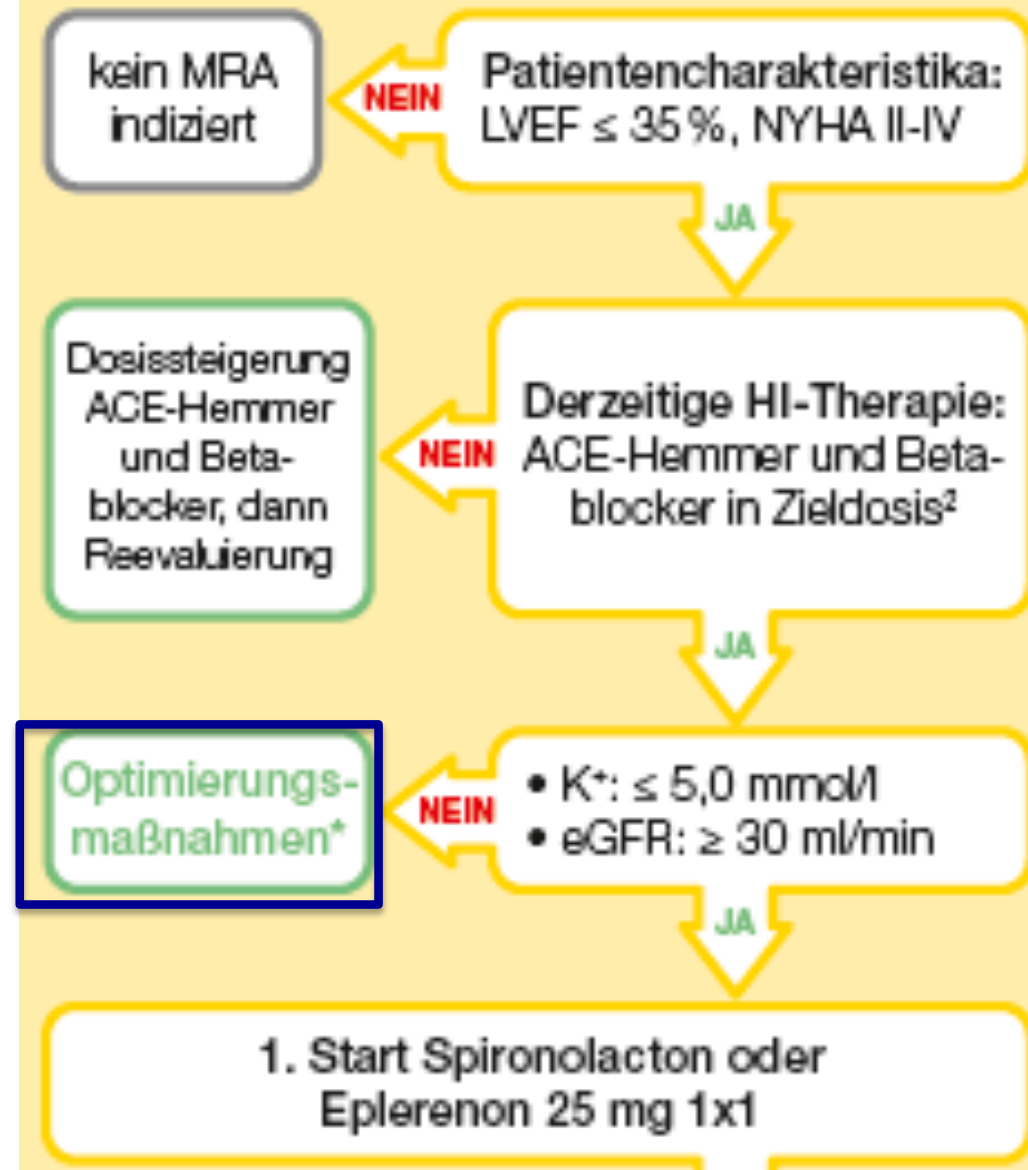 kein MRA
indiziert
NEIN
Patientencharakteristika:
LVEF ≤ 35 %, NYHA II-IV
JA
Dosissteigerung
ACE-Hemmer
und Beta-
blocker, dann
Reevaluierung
NEIN
Derzeitige HI-Therapie:
ACE-Hemmer und Beta-
blocker in Zieldosis²
JA
Optimierungs-
maßnahmen*
NEIN
• K⁺: ≤ 5,0 mmol/l
• eGFR: ≥ 30 ml/min
JA
1. Start Spironolacton oder
Eplerenon 25 mg 1x1